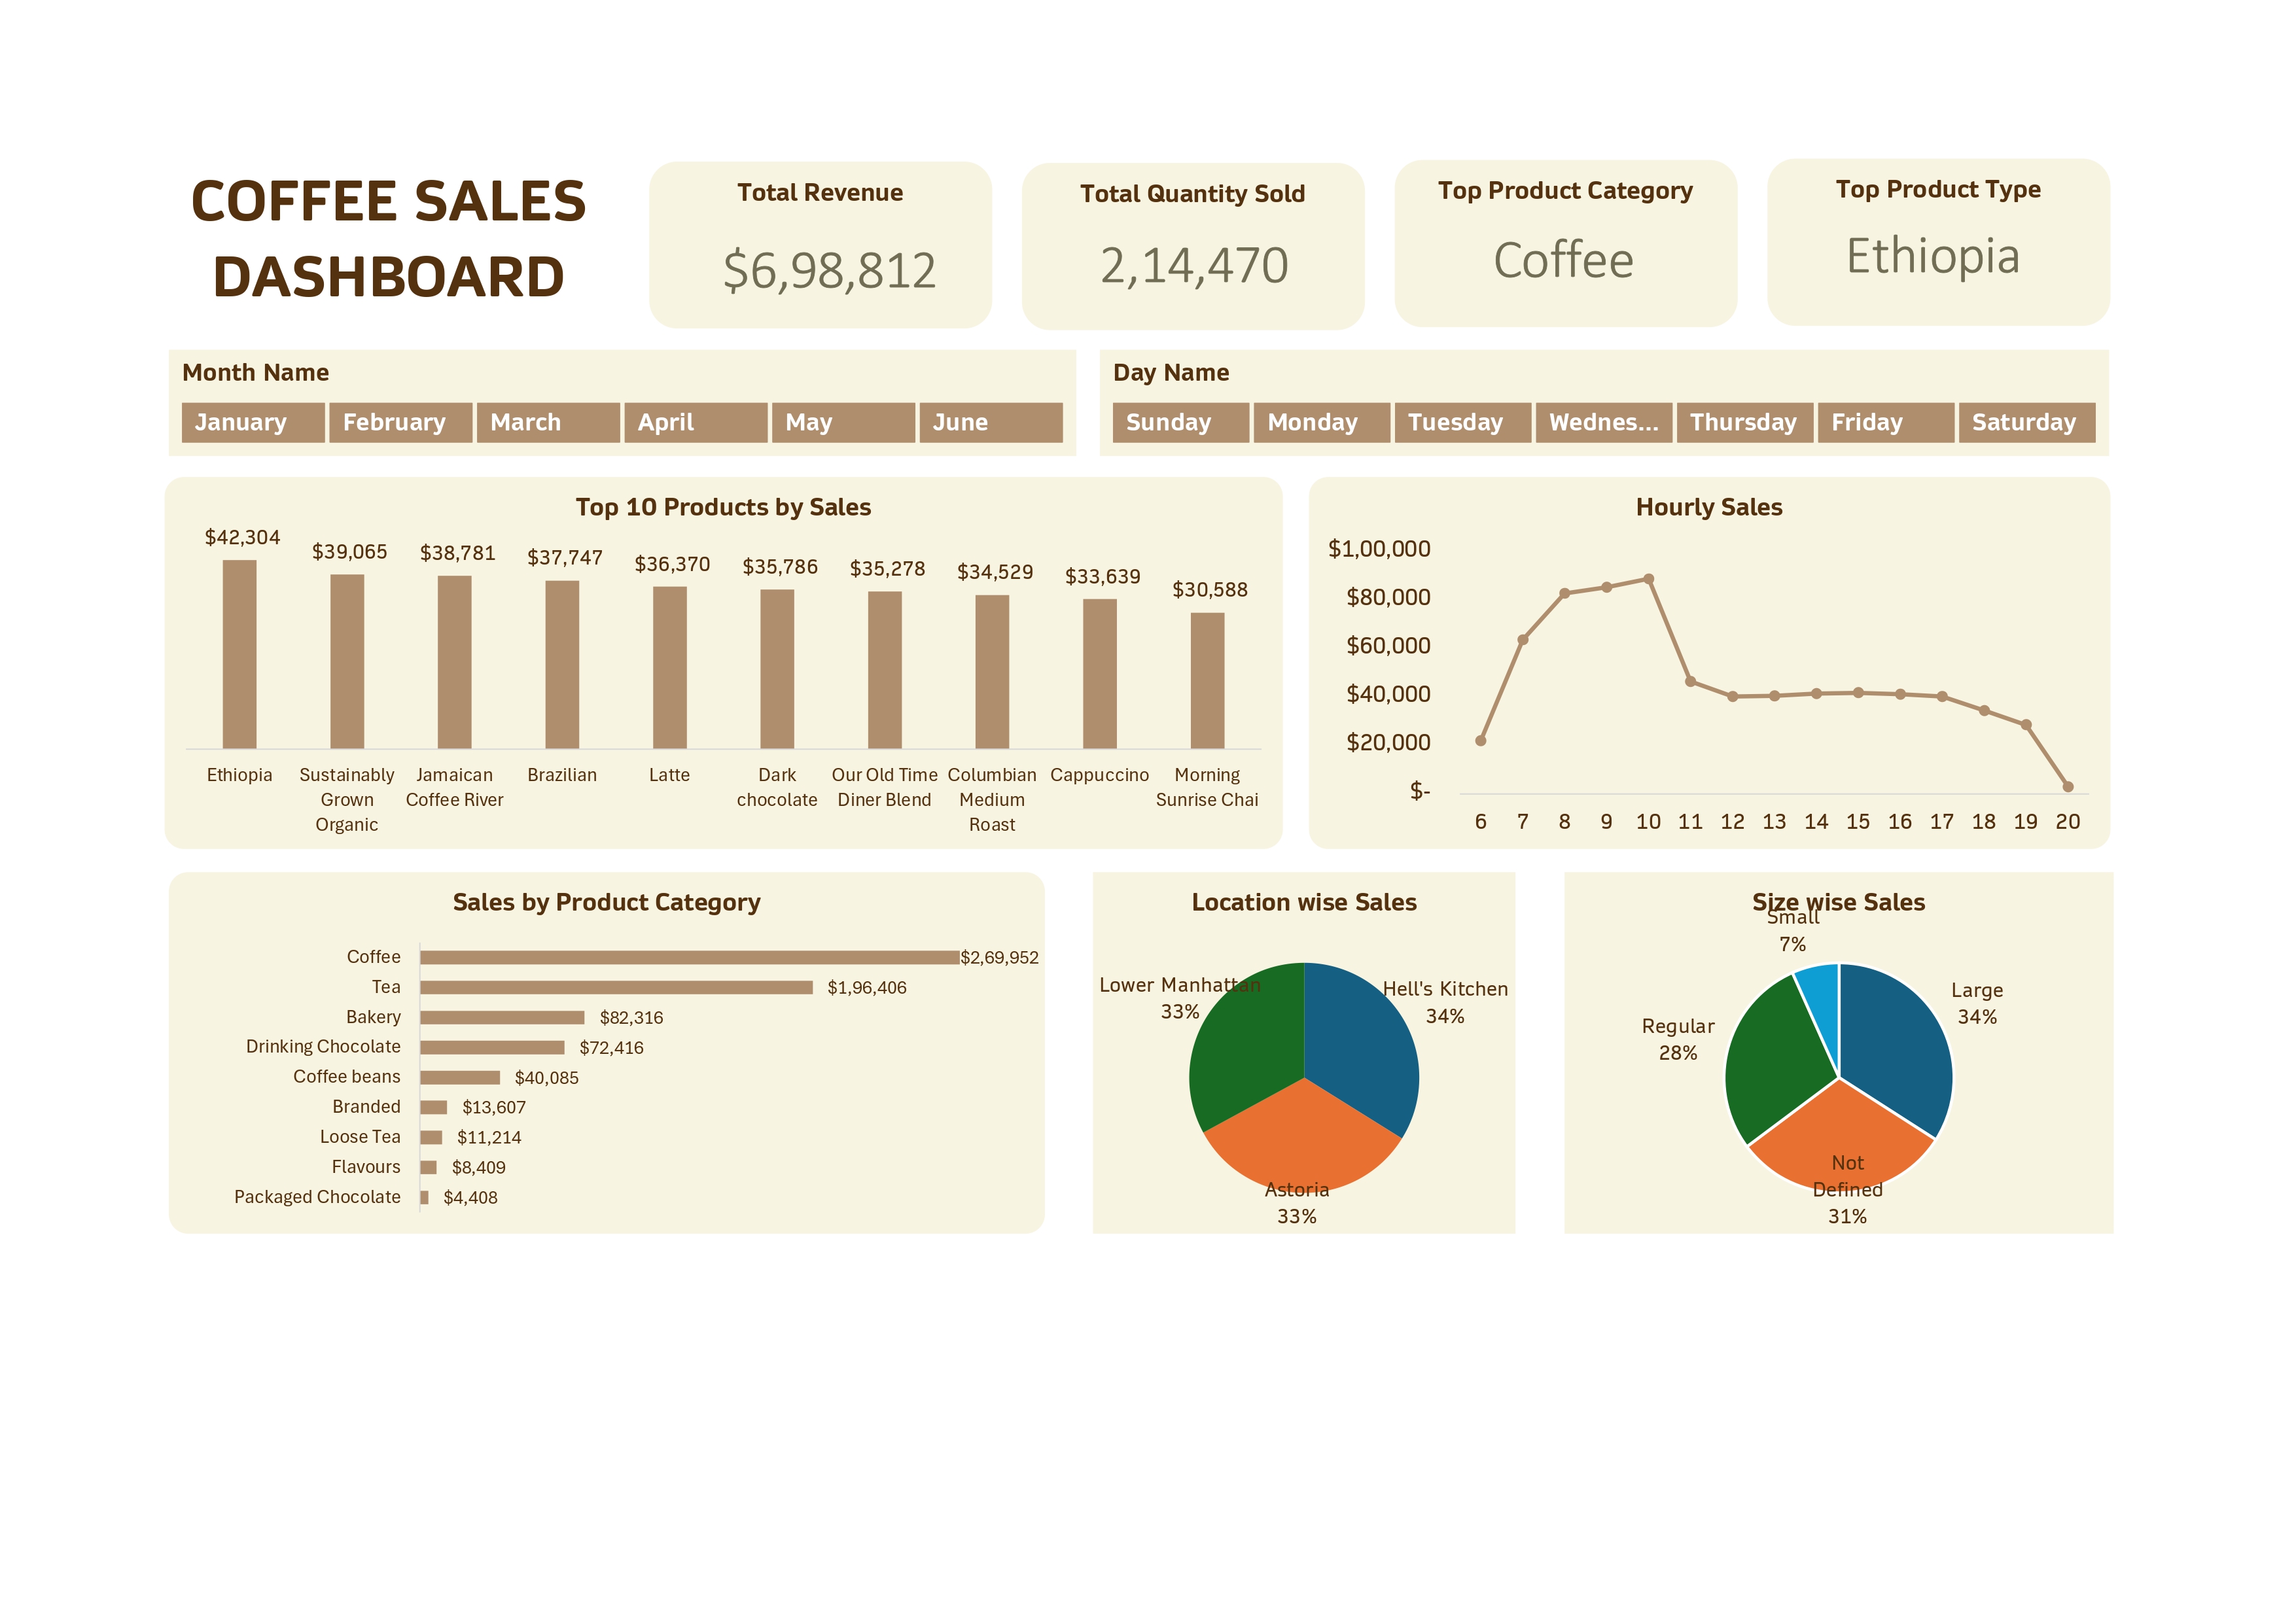 COFFEE SALES
DASHBOARD
Total Revenue
$6,98,812
Total Quantity Sold
2,14,470
Top Product Category
Coffee
Top Product Type
Ethiopia
Month Name
January February March April May June
Day Name
Sunday Monday Tuesday Wednes... Thursday Friday Saturday
Top 10 Products by Sales
$42,304 $39,065 $38,781 $37,747 $36,370 $35,786 $35,278 $34,529 $33,639 $30,588
Ethiopia Sustainably Jamaican Brazilian Latte Dark Our Old Time Columbian Cappuccino Morning
Grown Coffee River chocolate Diner Blend Medium Sunrise Chai
Organic Roast
Hourly Sales
$1,00,000
$80,000
$60,000
$40,000
$20,000
$-
6 7 8 9 10 11 12 13 14 15 16 17 18 19 20
Sales by Product Category
Coffee $2,69,952
Tea $1,96,406
Bakery $82,316
Drinking Chocolate $72,416
Coffee beans $40,085
Branded $13,607
Loose Tea $11,214
Flavours $8,409
Packaged Chocolate $4,408
Location wise Sales
Lower Manhattan
33%
Hell's Kitchen
34%
Astoria
33%
Size wise Sales
Small
7%
Large
34%
Regular
28%
Not
Defined
31%